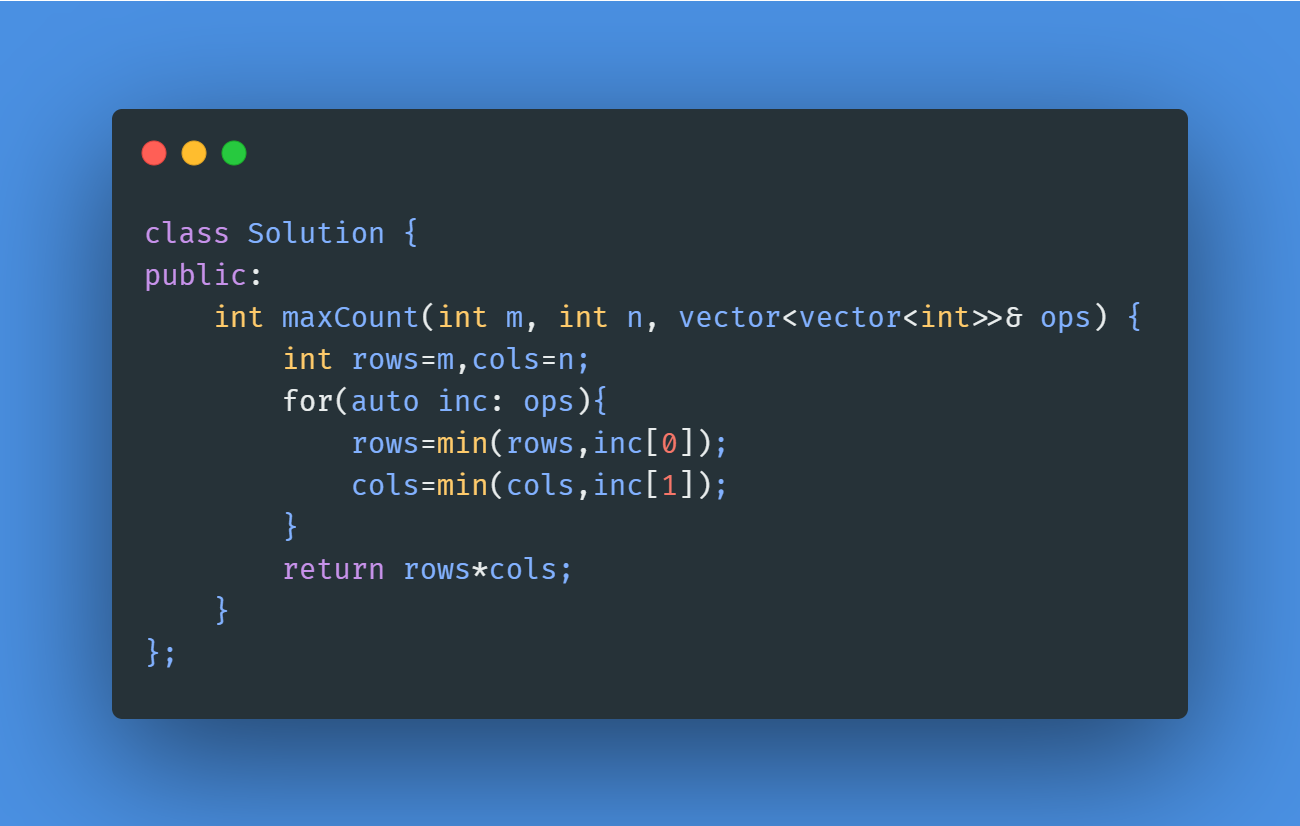 class Solution {
public:
    int maxCount(int m, int n, vector<vector<int>>& ops) {
        int rows=m,cols=n;
        for(auto inc: ops){
            rows=min(rows,inc[0]);
            cols=min(cols,inc[1]);
        }
        return rows*cols;
    }
};